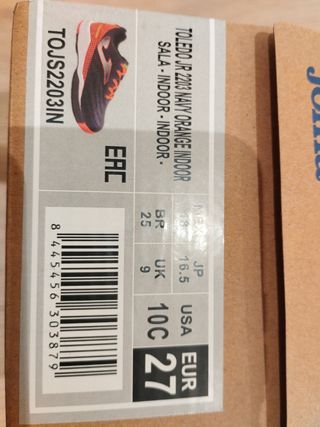 TOLEDO JR 2203 NAVY ORANGE INDOOR
SALA - INDOOR - INDOOR -
TOJS2203IN
EAC
JP
16.5
BR
25
UK
9
USA
10C
EUR
27
8 445456 303879